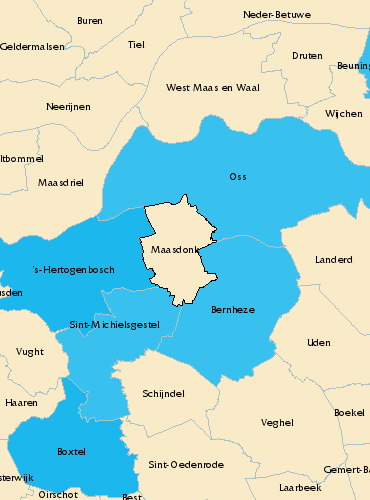 Neder-Betuwe
Buren
Geldermalsen
Tiel
Druten
Beuning
West Maas en Waal
Neerijnen
Wijchen
ltbommel
Maasdriel
Oss
Maasdonk
Landerd
's-Hertogenbosch
usden
Bernheze
Sint-Michielsgestel
Uden
Vught
Schijndel
Haaren
Boekel
Veghel
Boxtel
Sint-Oedenrode
Gemert-Ba
sterwijk
Laarbeek
Oirschot
Best